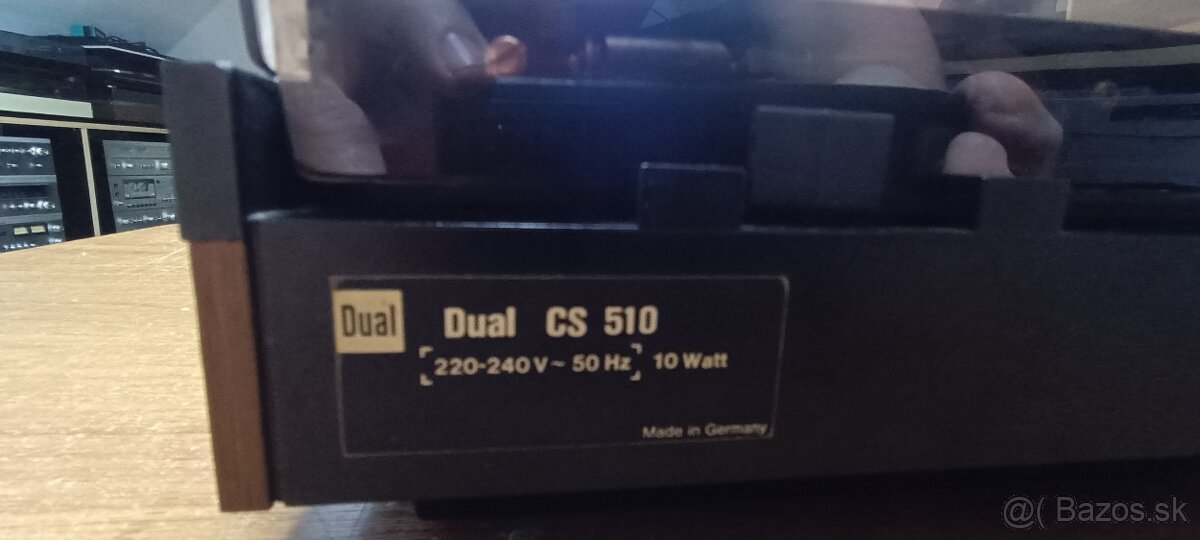 Dual
Dual CS 510
220-240 V ~ 50 Hz 10 Watt
Made in Germany
@( Bazos.sk